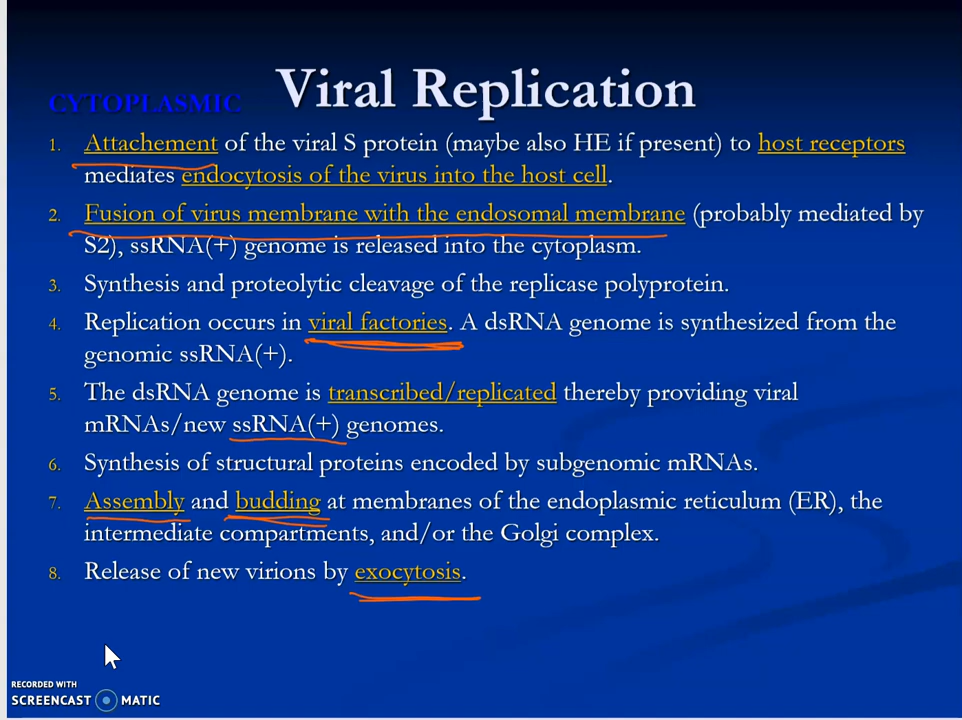 Viral Replication
CYTOPLASMIC
1. Attachement of the viral S protein (maybe also HE if present) to host receptors
mediates endocytosis of the virus into the host cell.
2. Fusion of virus membrane with the endosomal membrane (probably mediated by
S2), ssRNA(+) genome is released into the cytoplasm.
3. Synthesis and proteolytic cleavage of the replicase polyprotein.
4. Replication occurs in viral factories. A dsRNA genome is synthesized from the
genomic ssRNA(+).
5. The dsRNA genome is transcribed/replicated thereby providing viral
mRNAs/new ssRNA(+) genomes.
6. Synthesis of structural proteins encoded by subgenomic mRNAs.
7. Assembly and budding at membranes of the endoplasmic reticulum (ER), the
intermediate compartments, and/or the Golgi complex.
8. Release of new virions by exocytosis.
RECORDED WITH
SCREENCAST MATIC